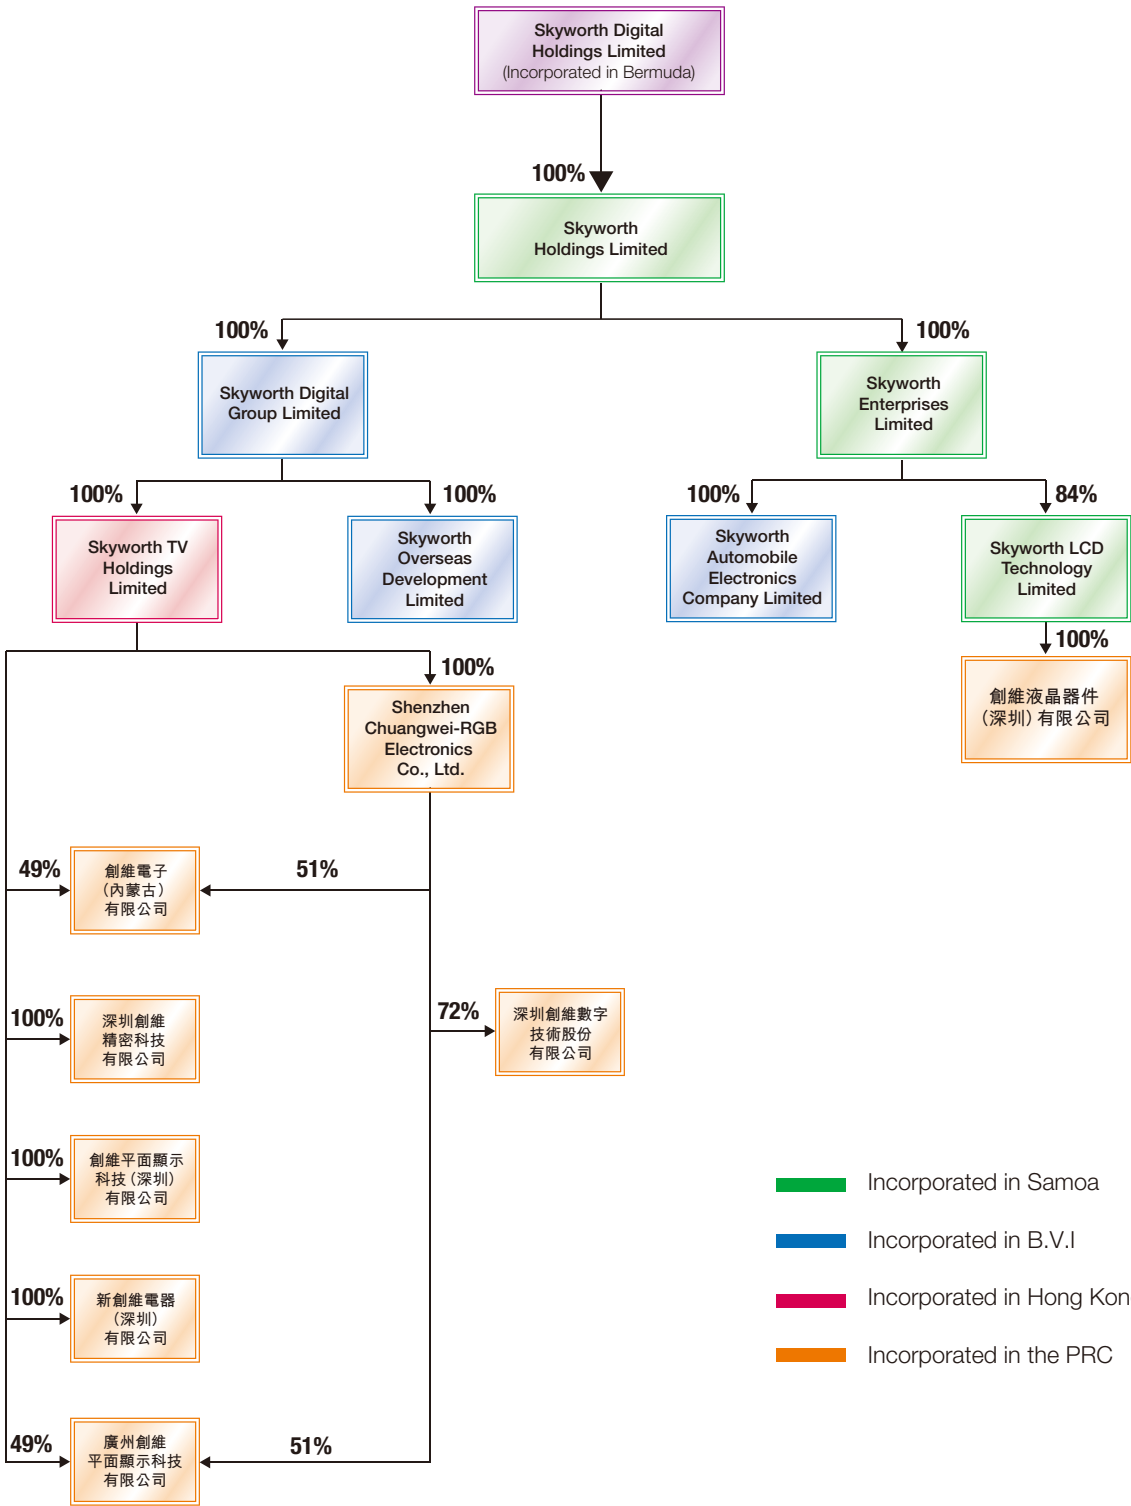 Skyworth Digital
Holdings Limited
(Incorporated in Bermuda)
100%
Skyworth
Holdings Limited
100%
100%
Skyworth Digital
Group Limited
Skyworth
Enterprises
Limited
100%
100%
100%
84%
Skyworth TV
Holdings
Limited
Skyworth
Overseas
Development
Limited
Skyworth
Automobile
Electronics
Company Limited
Skyworth LCD
Technology
Limited
100%
100%
創維液晶器件
(深圳)有限公司
Shenzhen
Chuangwei-RGB
Electronics
Co., Ltd.
49%
創維電子
(內蒙古)
有限公司
51%
100%
深圳創維
精密科技
有限公司
72%
深圳創維數字
技術股份
有限公司
100%
創維平面顯示
科技(深圳)
有限公司
100%
新創維電器
(深圳)
有限公司
49%
廣州創維
平面顯示科技
有限公司
51%
Incorporated in Samoa
Incorporated in B.V.I
Incorporated in Hong Kon
Incorporated in the PRC